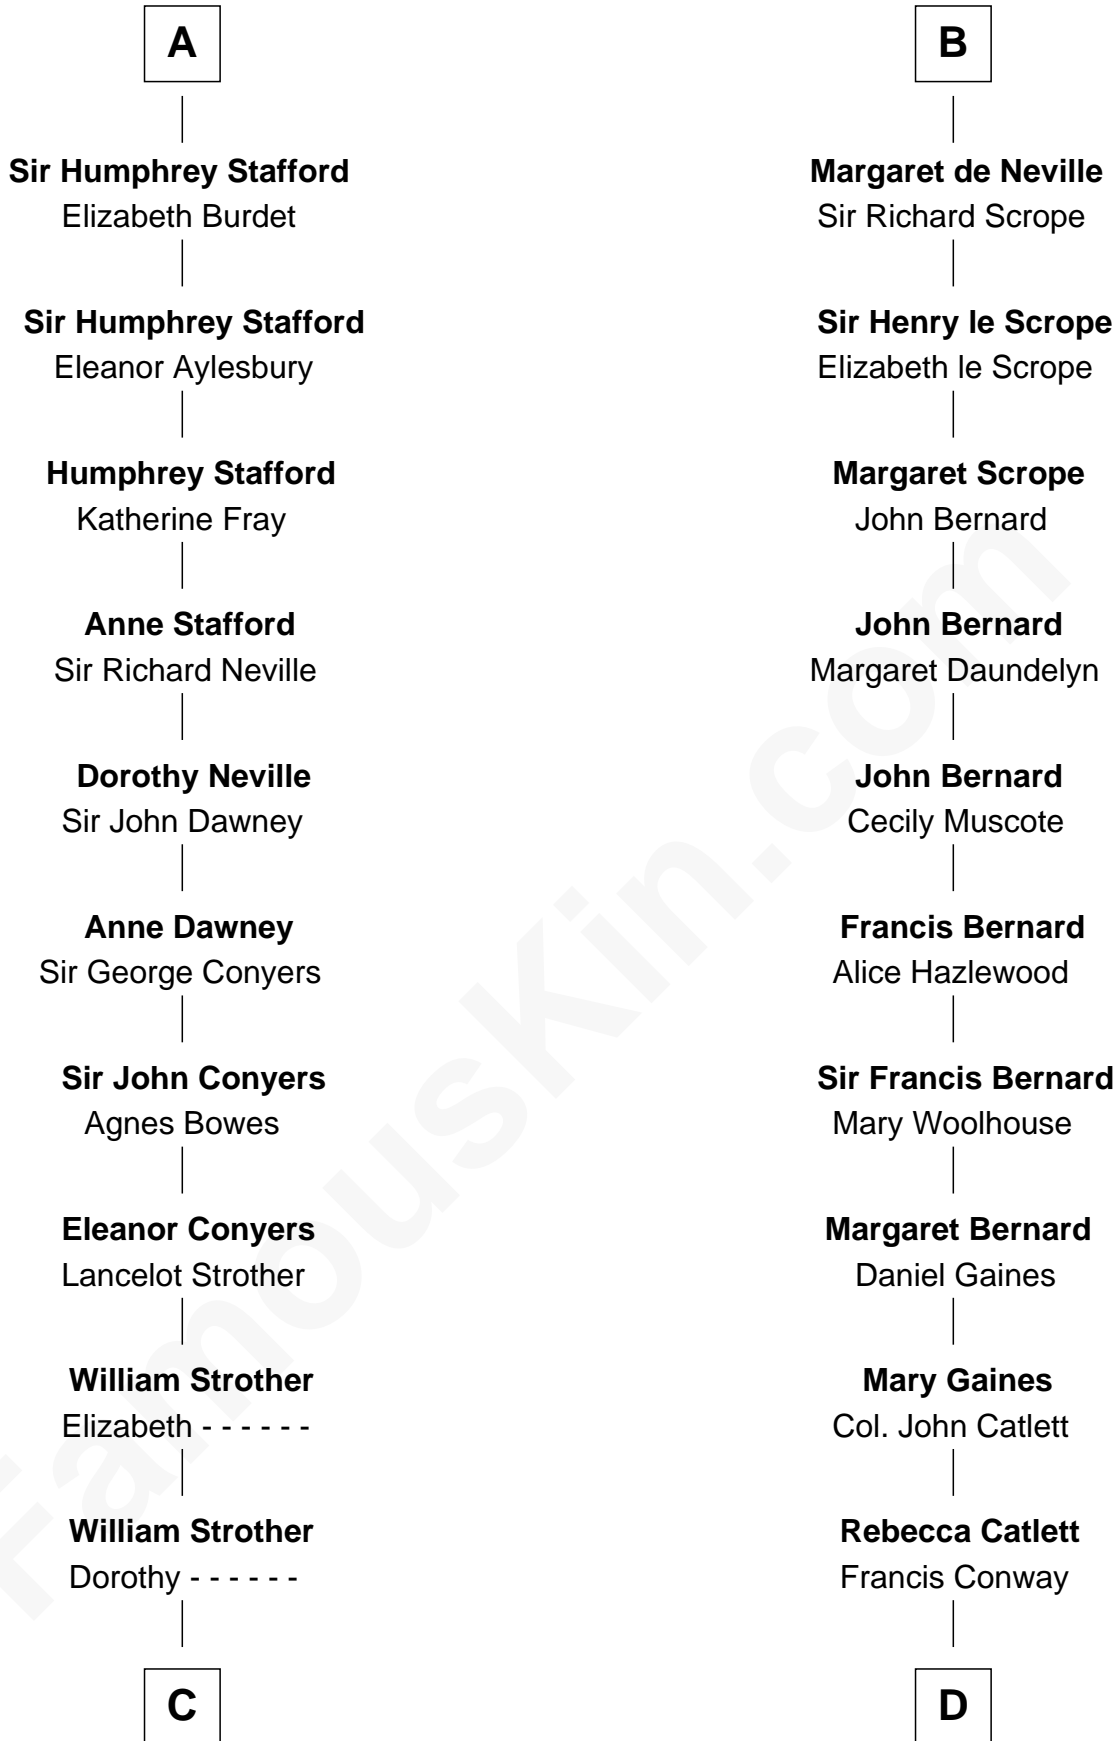 A
Sir Humphrey Stafford
Elizabeth Burdet
Sir Humphrey Stafford
Eleanor Aylesbury
Humphrey Stafford
Katherine Fray
Anne Stafford
Sir Richard Neville
Dorothy Neville
Sir John Dawney
Anne Dawney
Sir George Conyers
Sir John Conyers
Agnes Bowes
Eleanor Conyers
Lancelot Strother
William Strother
Elizabeth - - - - - -
William Strother
Dorothy - - - - - -
C
B
Margaret de Neville
Sir Richard Scrope
Sir Henry le Scrope
Elizabeth le Scrope
Margaret Scrope
John Bernard
John Bernard
Margaret Daundelyn
John Bernard
Cecily Muscote
Francis Bernard
Alice Hazlewood
Sir Francis Bernard
Mary Woolhouse
Margaret Bernard
Daniel Gaines
Mary Gaines
Col. John Catlett
Rebecca Catlett
Francis Conway
D
FamousKin.com